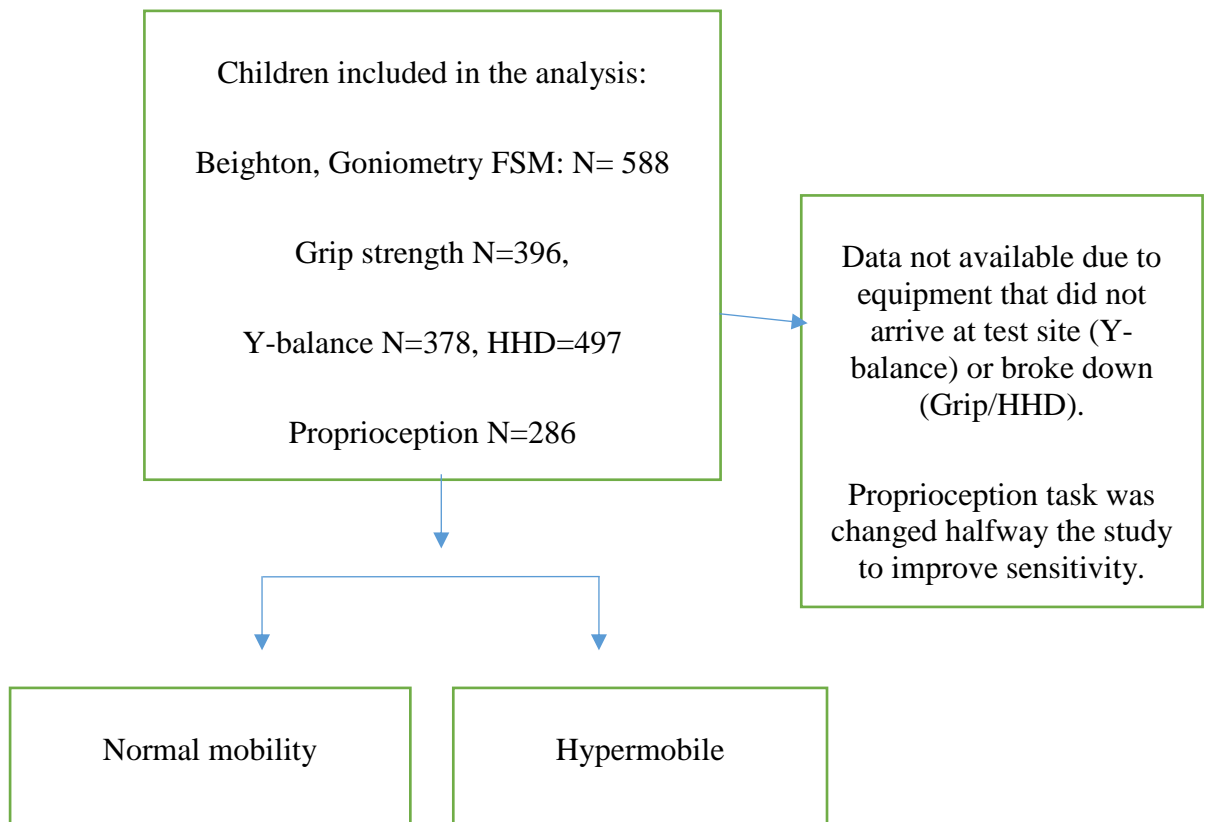 Children included in the analysis:
Beighton, Goniometry FSM: N= 588
Grip strength N=396,
Y-balance N=378, HHD=497
Proprioception N=286
Data not available due to
equipment that did not
arrive at test site (Y-
balance) or broke down
(Grip/HHD).
Proprioception task was
changed halfway the study
to improve sensitivity.
Normal mobility
Hypermobile